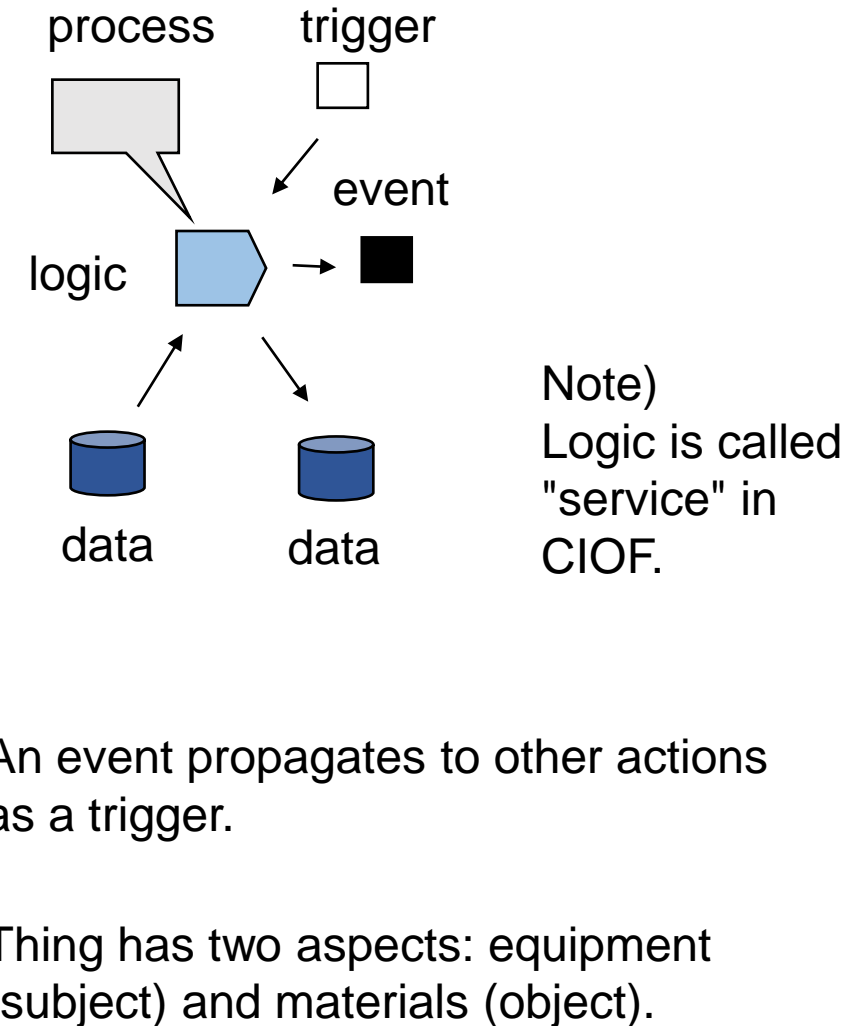 process
trigger
event
logic
data
data
Note)
Logic is called
"service" in
CIOF.
An event propagates to other actions
as a trigger.
Thing has two aspects: equipment
subject) and materials (object).